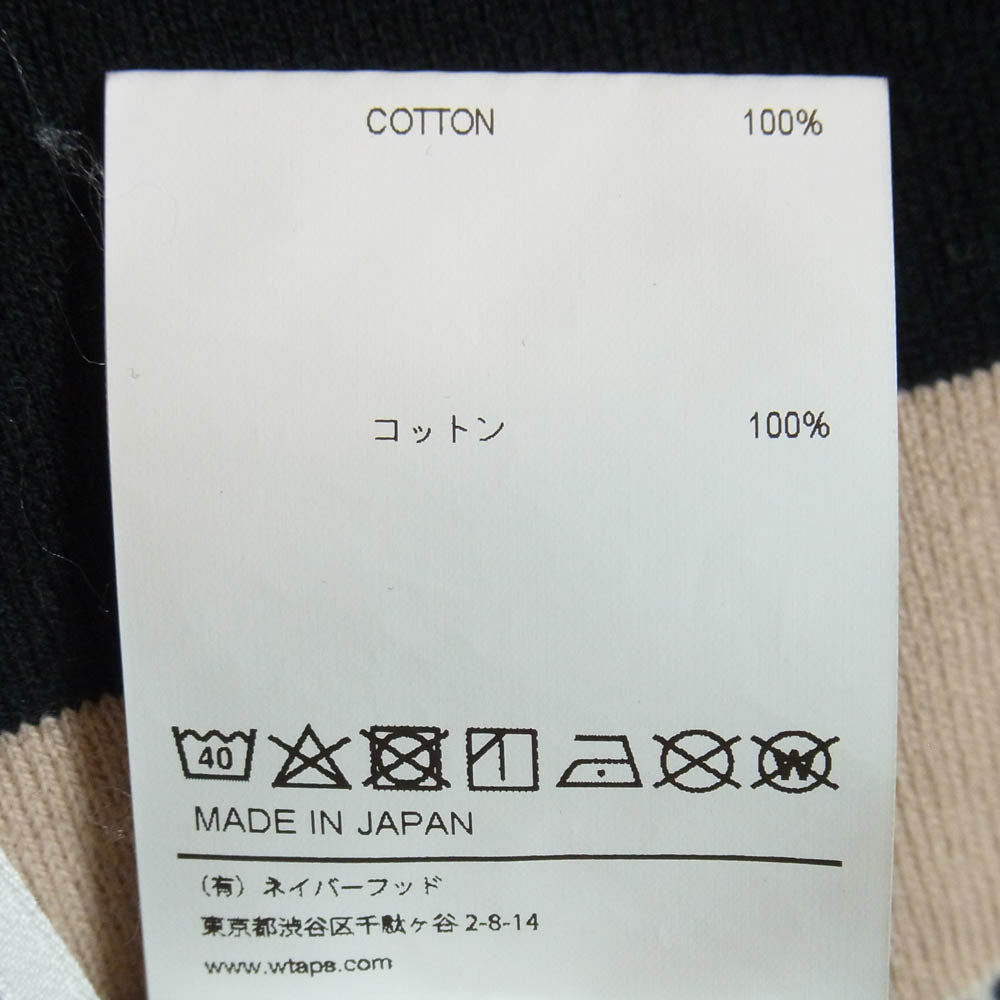 COTTON 100%
コットン 100%
40 W
MADE IN JAPAN
(有) ネイバーフッド
東京都渋谷区千駄ヶ谷 2-8-14
www.wtaps.com